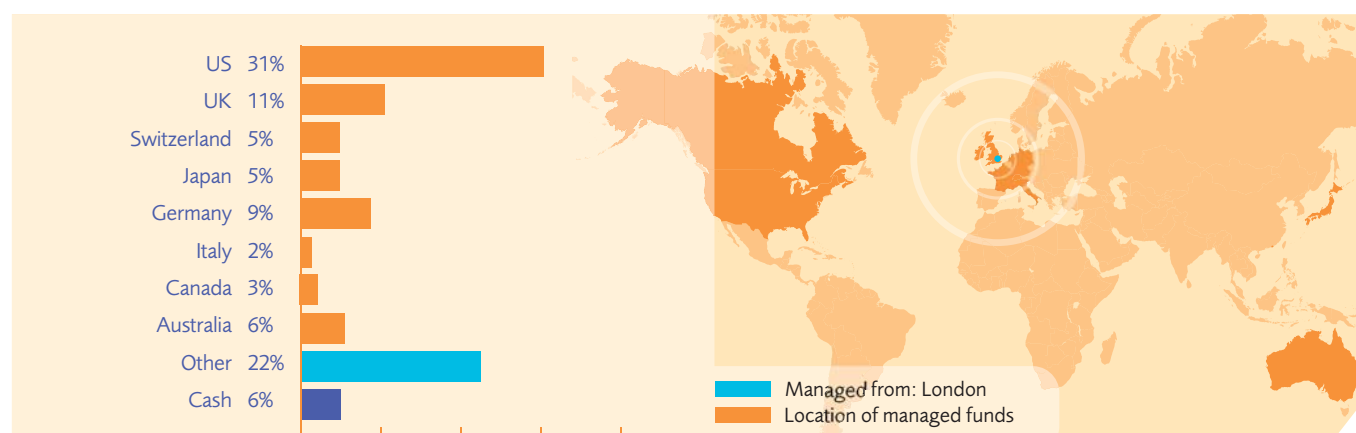 US 31%
UK 11%
Switzerland 5%
Japan 5%
Germany 9%
Italy 2%
Canada 3%
Australia 6%
Other 22%
Cash 6%
Managed from: London
Location of managed funds